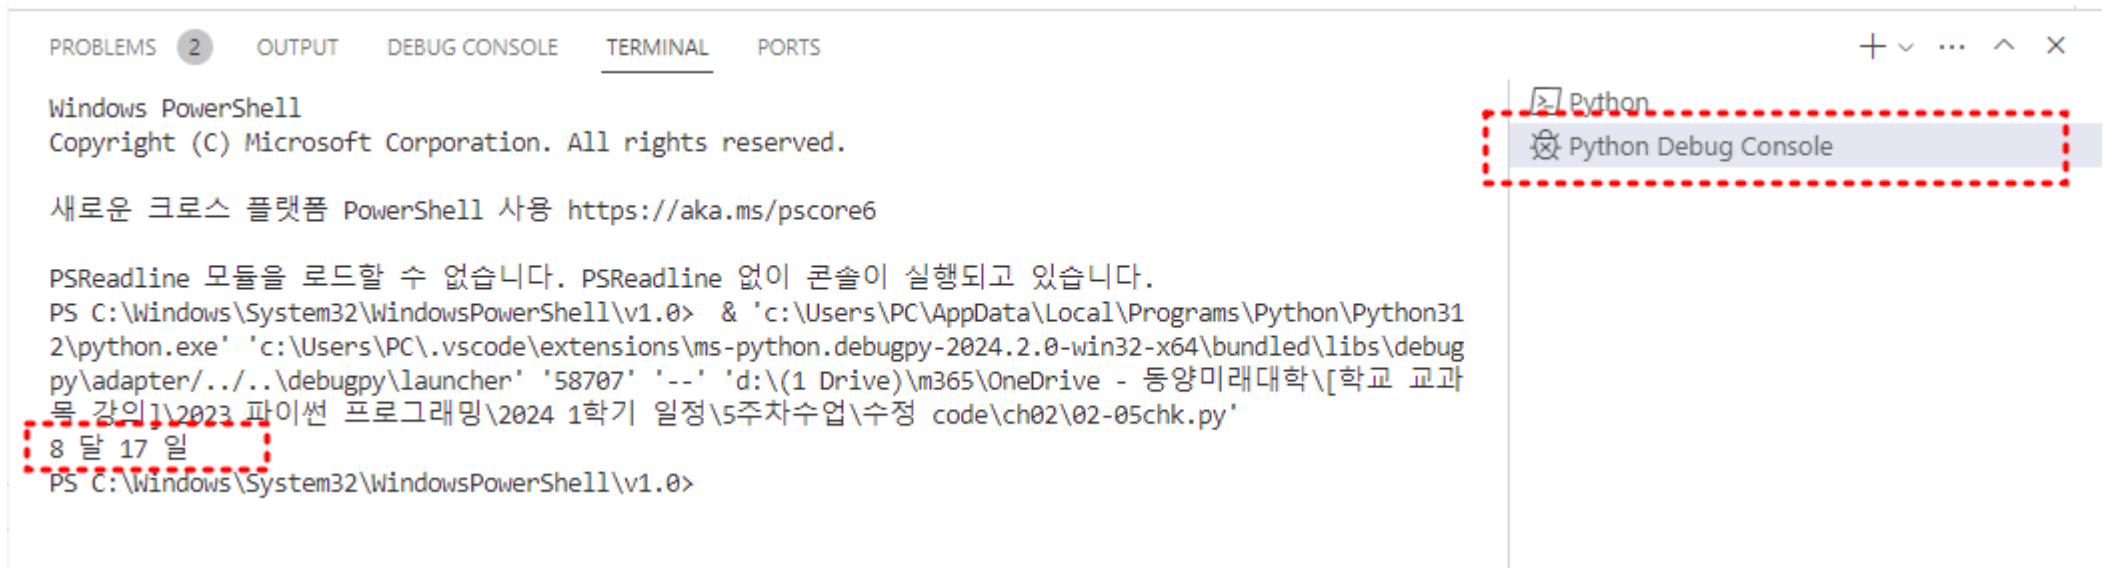 PROBLEMS 2 OUTPUT DEBUG CONSOLE TERMINAL PORTS
Windows PowerShell
Copyright (C) Microsoft Corporation. All rights reserved.
새로운 크로스 플랫폼 PowerShell 사용 https://aka.ms/pscore6
PSReadline 모듈을 로드할 수 없습니다. PSReadline 없이 콘솔이 실행되고 있습니다.
PS C:\Windows\System32\WindowsPowerShell\v1.0>  & 'c:\Users\PC\AppData\Local\Programs\Python\Python31
2\python.exe' 'c:\Users\PC\.vscode\extensions\ms-python.debugpy-2024.2.0-win32-x64\bundled\libs\debug
py\adapter/../..\debugpy\launcher' '58707' '--' 'd:\(1 Drive)\m365\OneDrive - 동양미래대학\[학교 교과
목 강의]\2023 파이썬 프로그래밍\2024 1학기 일정\5주차수업\수정 code\ch02\02-05chk.py'
8 달 17 일
PS C:\Windows\System32\WindowsPowerShell\v1.0>
Python
Python Debug Console